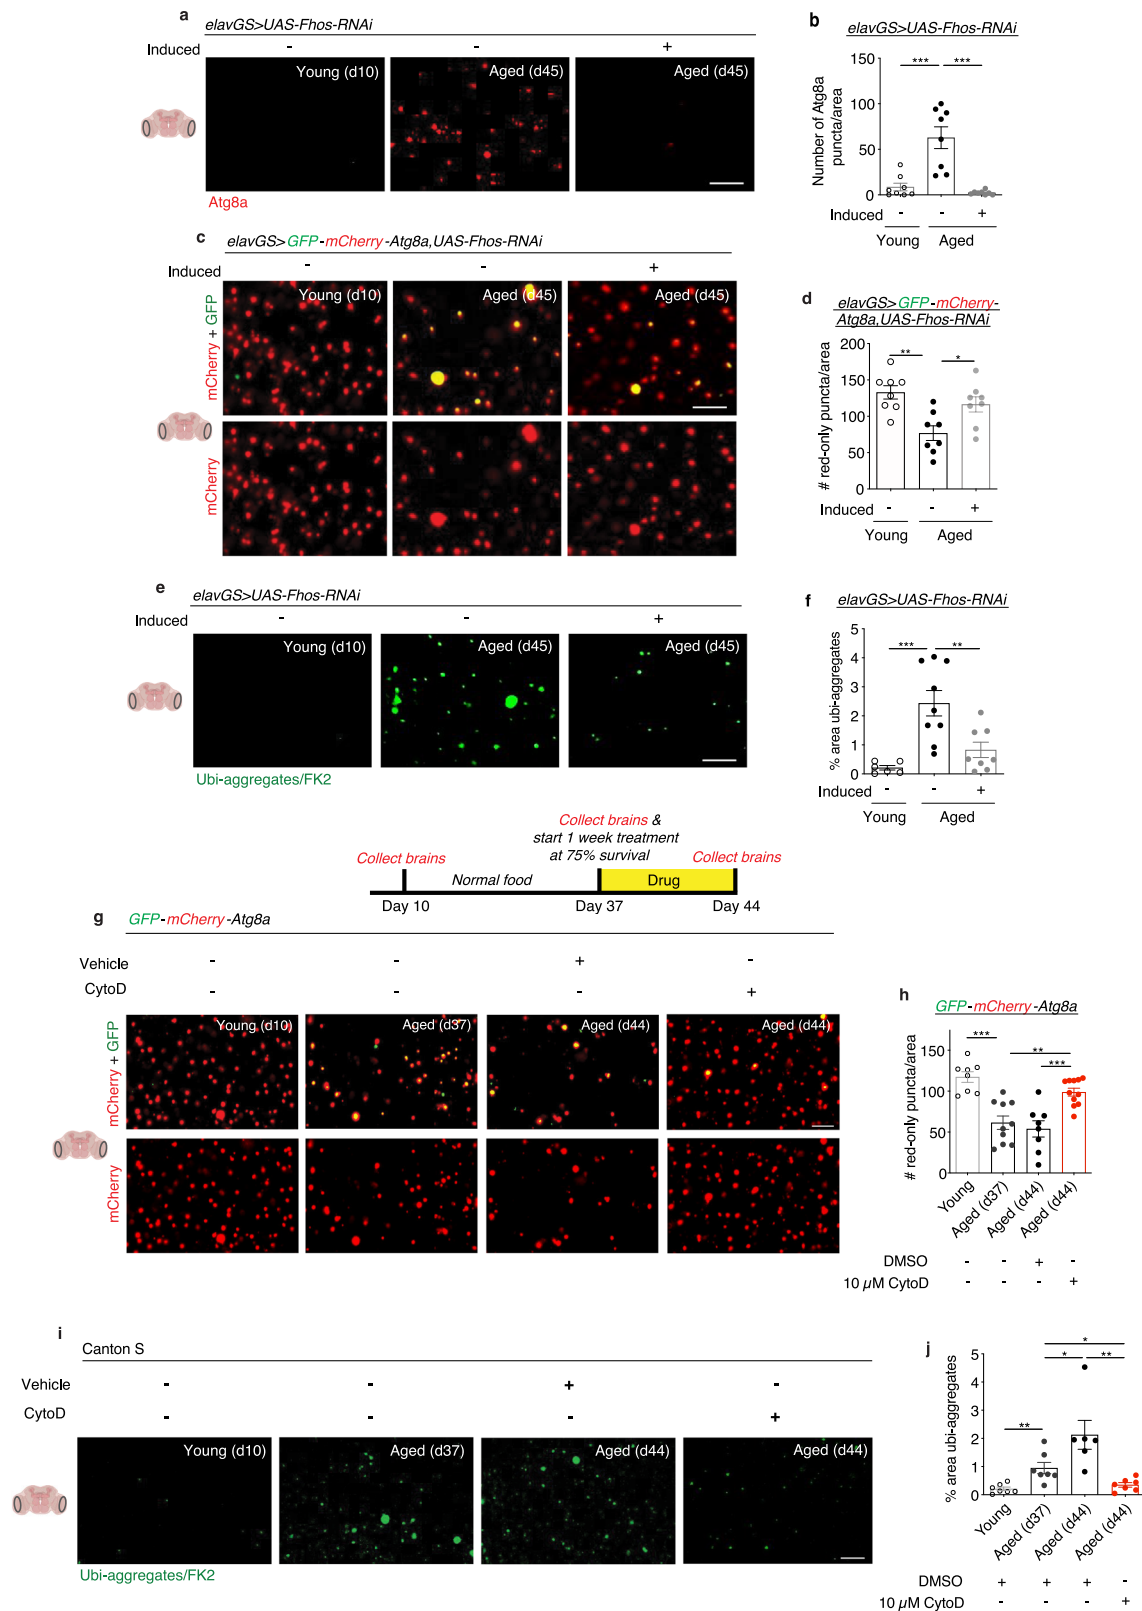 a
elavGS>UAS-Fhos-RNAi
Induced - - +
Young (d10) Aged (d45) Aged (d45)
Atg8a
b
elavGS>UAS-Fhos-RNAi
*** ***
Number of Atg8a
puncta/area
100
50
0
Induced - - +
Young Aged
c
elavGS>GFP-mCherry-Atg8a,UAS-Fhos-RNAi
Induced - - +
mCherry + GFP
Young (d10) Aged (d45) Aged (d45)
mCherry
d
elavGS>GFP-mCherry-
Atg8a,UAS-Fhos-RNAi
** *
# red-only puncta/area
200
150
100
50
0
Induced - - +
Young Aged
e
elavGS>UAS-Fhos-RNAi
Induced - - +
Young (d10) Aged (d45) Aged (d45)
Ubi-aggregates/FK2
f
elavGS>UAS-Fhos-RNAi
*** **
% area ubi-aggregates
5
4
3
2
1
0
Induced - - +
Young Aged
Collect brains &
start 1 week treatment
at 75% survival
Collect brains Collect brains
Normal food Drug
Day 10 Day 37 Day 44
g
GFP-mCherry-Atg8a
Vehicle - - + -
CytoD - - - +
mCherry + GFP
Young (d10) Aged (d37) Aged (d44) Aged (d44)
mCherry
h
GFP-mCherry-Atg8a
*** ** ***
# red-only puncta/area
150
100
50
0
Young Aged (d37) Aged (d44) Aged (d44)
DMSO - - + -
10 µM CytoD - - - +
i
Canton S
Vehicle - - + -
CytoD - - - +
Young (d10) Aged (d37) Aged (d44) Aged (d44)
Ubi-aggregates/FK2
j
** * ** *
% area ubi-aggregates
5
4
3
2
1
0
Young Aged (d37) Aged (d44) Aged (d44)
DMSO + + + -
10 µM CytoD - - - +